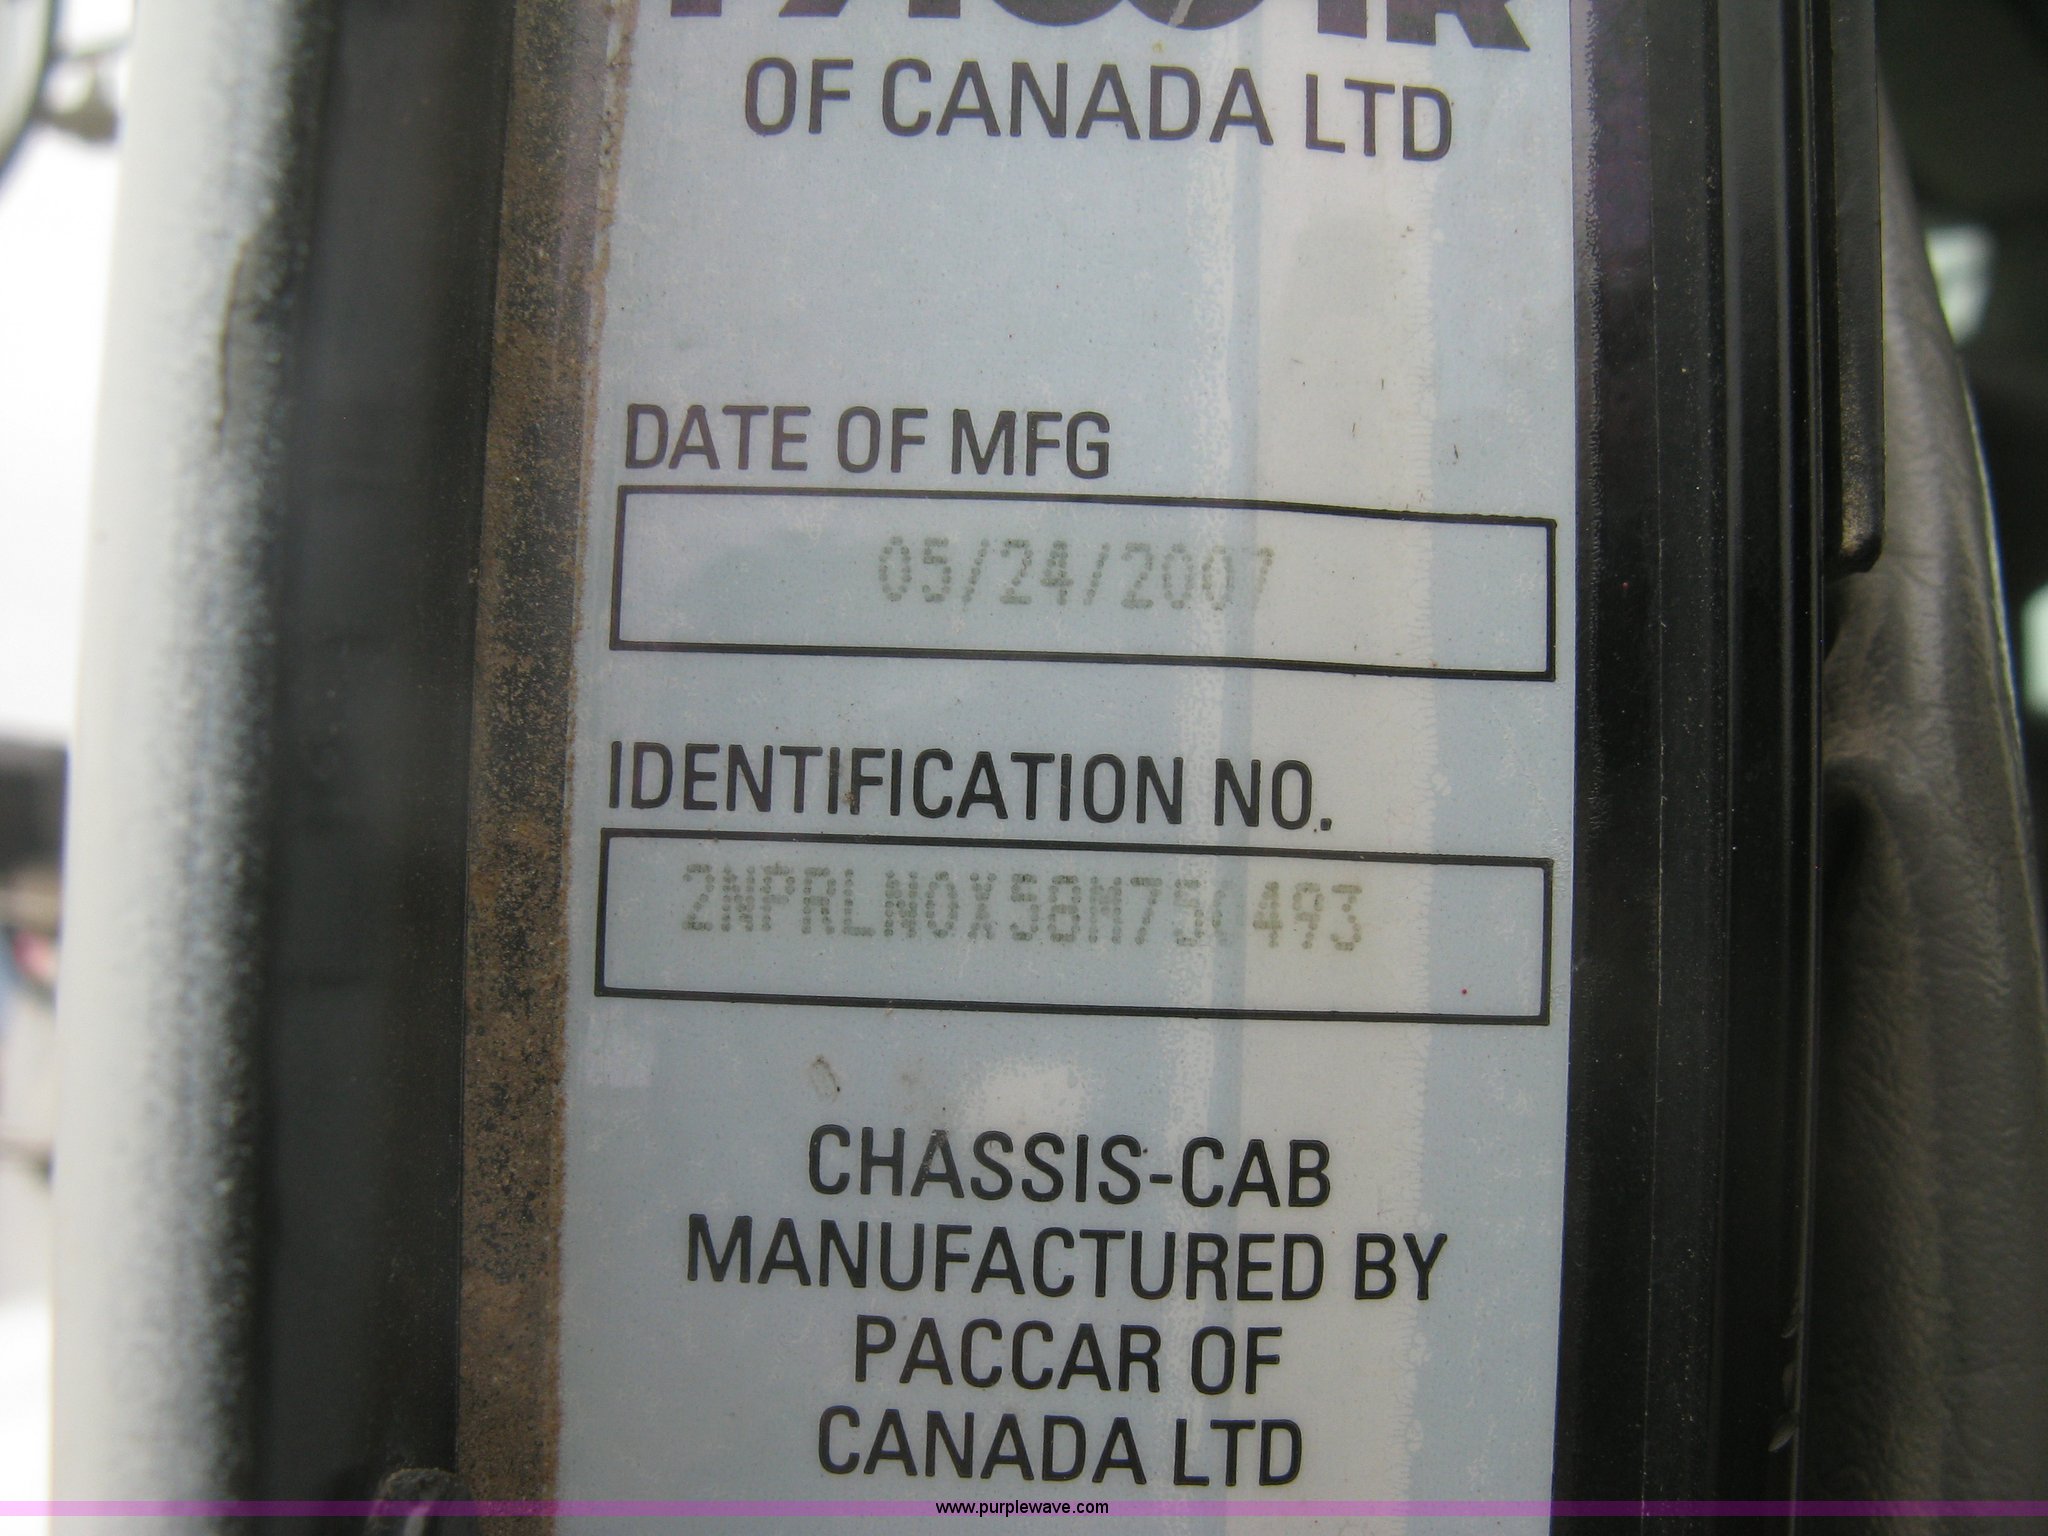 PACCAR
OF CANADA LTD
DATE OF MFG
05/24/2007
IDENTIFICATION NO.
2NPRLN0X58M750493
CHASSIS-CAB
MANUFACTURED BY
PACCAR OF
CANADA LTD
www.purplewave.com